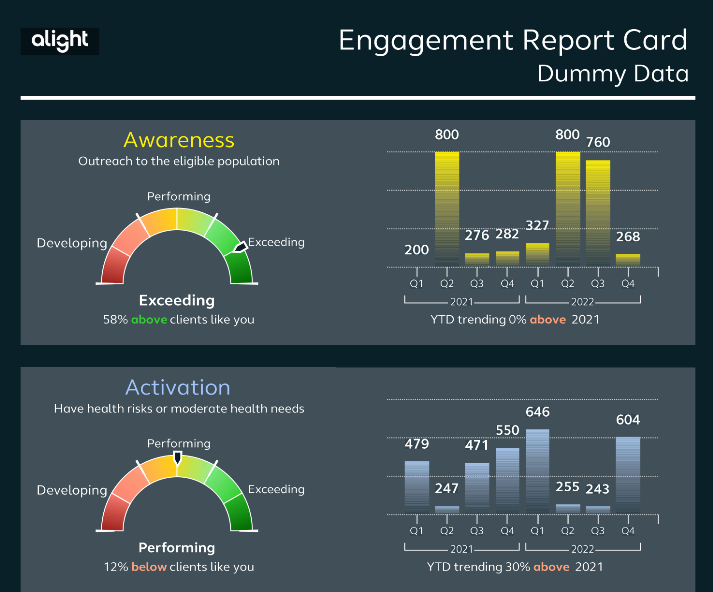 alight
Engagement Report Card
Dummy Data
Awareness
Outreach to the eligible population
Performing
Developing
Exceeding
Exceeding
58% above clients like you
200
800
276
282
327
800
760
268
Q1 Q2 Q3 Q4 Q1 Q2 Q3 Q4
2021 2022
YTD trending 0% above 2021
Activation
Have health risks or moderate health needs
Performing
Developing
Exceeding
Performing
12% below clients like you
479
247
471
550
646
255
243
604
Q1 Q2 Q3 Q4 Q1 Q2 Q3 Q4
2021 2022
YTD trending 30% above 2021